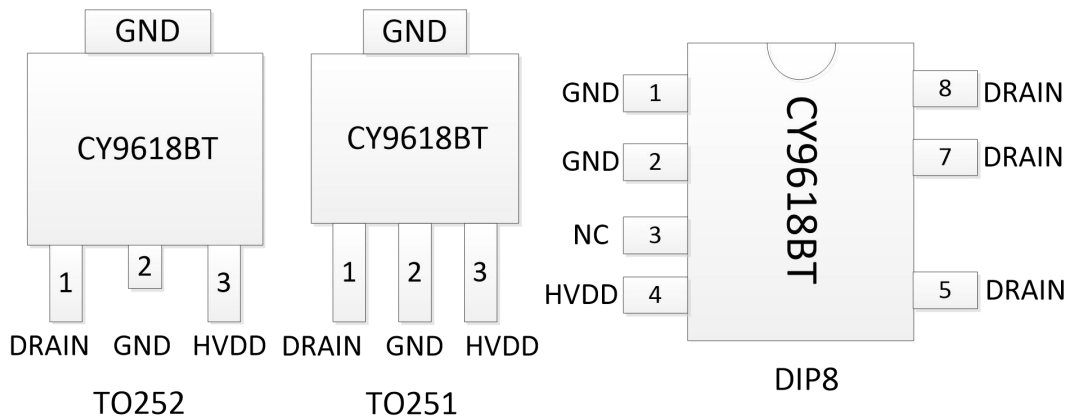 GND
CY9618BT
1 2 3
DRAIN GND HVDD
TO252
GND
CY9618BT
1 2 3
DRAIN GND HVDD
TO251
GND 1
GND 2
NC 3
HVDD 4
CY9618BT
8 DRAIN
7 DRAIN
5 DRAIN
DIP8